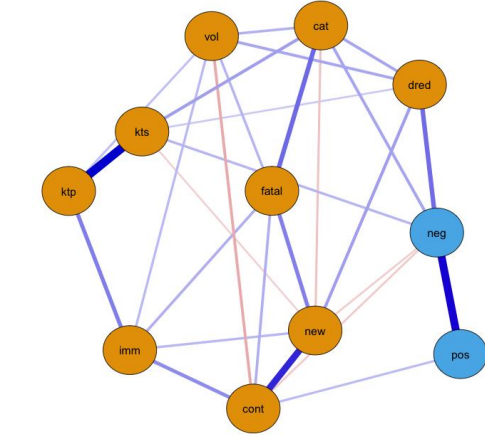 cat
vol
dred
kts
ktp
fatal
neg
new
imm
pos
cont